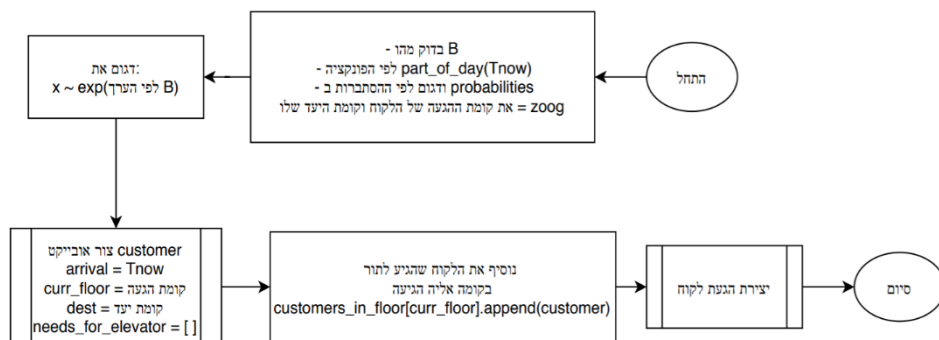 התחל
- בדוק מהו B
- לפי הפונקציה part_of_day(Tnow)
- ודגום לפי ההסתברות ב probabilities
את קומת ההגעה של הלקוח וקומת היעד שלו = zoog
דגום את:
x ~ exp(לפי הערך B)
צור אובייקט customer
arrival = Tnow
curr_floor = קומת הגעה
dest = קומת יעד
needs_for_elevator = [ ]
נוסיף את הלקוח שהגיע לתור
בקומה אליה הגיעה
customers_in_floor[curr_floor].append(customer)
יצירת הגעת לקוח
סיום